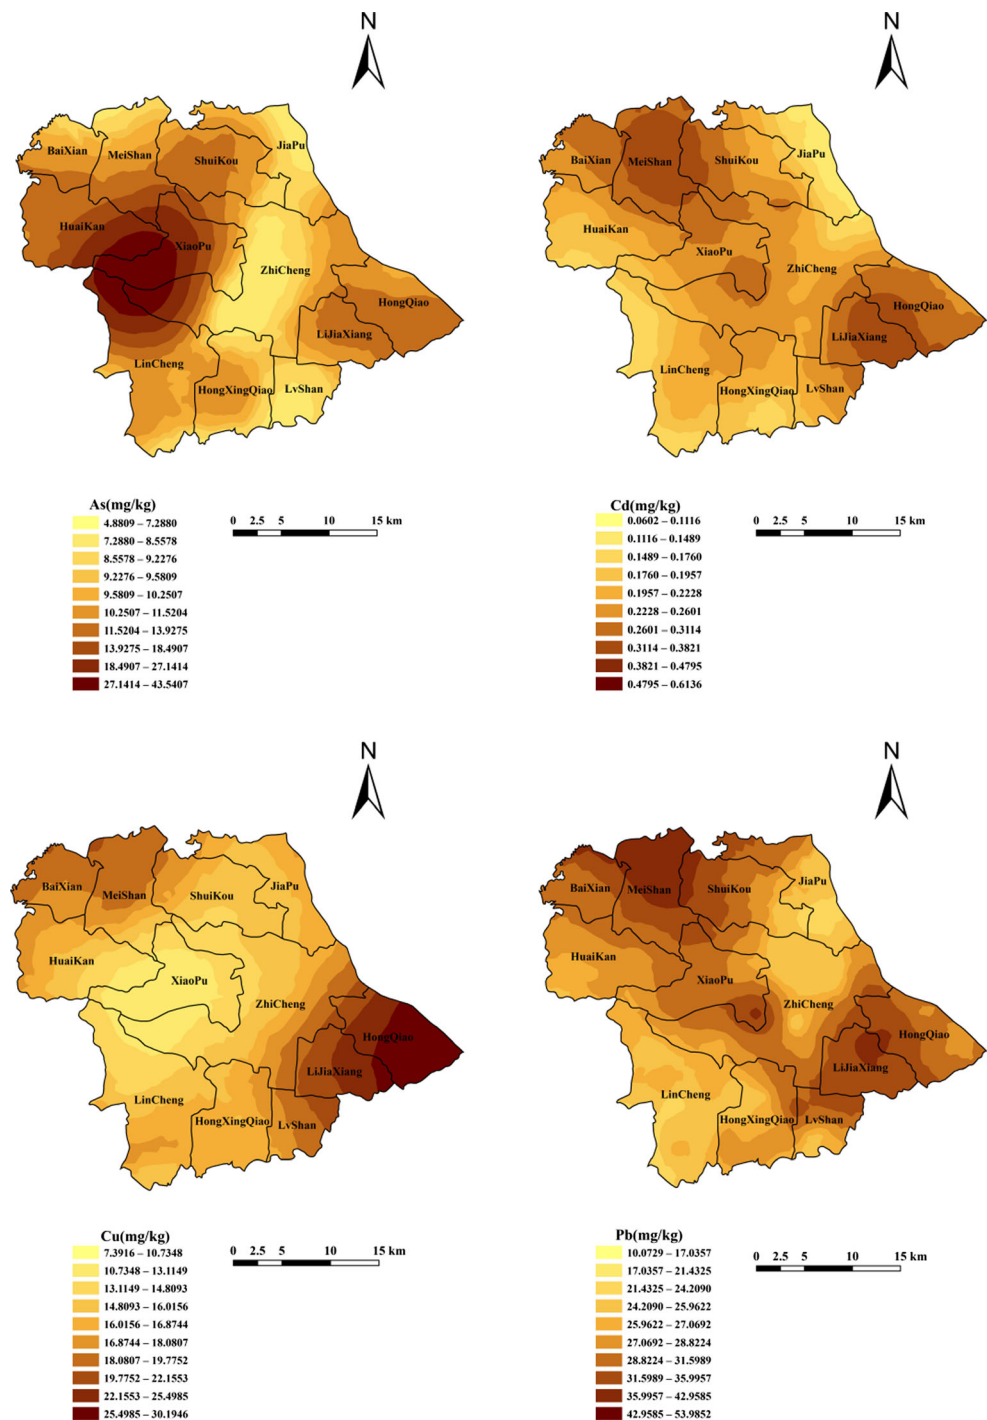 N
BaiXian
MeiShan
ShuiKou
JiaPu
HuaiKan
XiaoPu
ZhiCheng
HongQiao
LiJiaXiang
LinCheng
HongXingQiao
LvShan
As(mg/kg)
4.8809 – 7.2880
7.2880 – 8.5578
8.5578 – 9.2276
9.2276 – 9.5809
9.5809 – 10.2507
10.2507 – 11.5204
11.5204 – 13.9275
13.9275 – 18.4907
18.4907 – 27.1414
27.1414 – 43.5407
0 2.5 5 10 15 km
N
BaiXian
MeiShan
ShuiKou
JiaPu
HuaiKan
XiaoPu
ZhiCheng
HongQiao
LiJiaXiang
LinCheng
HongXingQiao
LvShan
Cd(mg/kg)
0.0602 – 0.1116
0.1116 – 0.1489
0.1489 – 0.1760
0.1760 – 0.1957
0.1957 – 0.2228
0.2228 – 0.2601
0.2601 – 0.3114
0.3114 – 0.3821
0.3821 – 0.4795
0.4795 – 0.6136
0 2.5 5 10 15 km
N
BaiXian
MeiShan
ShuiKou
JiaPu
HuaiKan
XiaoPu
ZhiCheng
HongQiao
LiJiaXiang
LinCheng
HongXingQiao
LvShan
Cu(mg/kg)
7.3916 – 10.7348
10.7348 – 13.1149
13.1149 – 14.8093
14.8093 – 16.0156
16.0156 – 16.8744
16.8744 – 18.0807
18.0807 – 19.7752
19.7752 – 22.1553
22.1553 – 25.4985
25.4985 – 30.1946
0 2.5 5 10 15 km
N
BaiXian
MeiShan
ShuiKou
JiaPu
HuaiKan
XiaoPu
ZhiCheng
HongQiao
LiJiaXiang
LinCheng
HongXingQiao
LvShan
Pb(mg/kg)
10.0729 – 17.0357
17.0357 – 21.4325
21.4325 – 24.2090
24.2090 – 25.9622
25.9622 – 27.0692
27.0692 – 28.8224
28.8224 – 31.5989
31.5989 – 35.9957
35.9957 – 42.9585
42.9585 – 53.9852
0 2.5 5 10 15 km